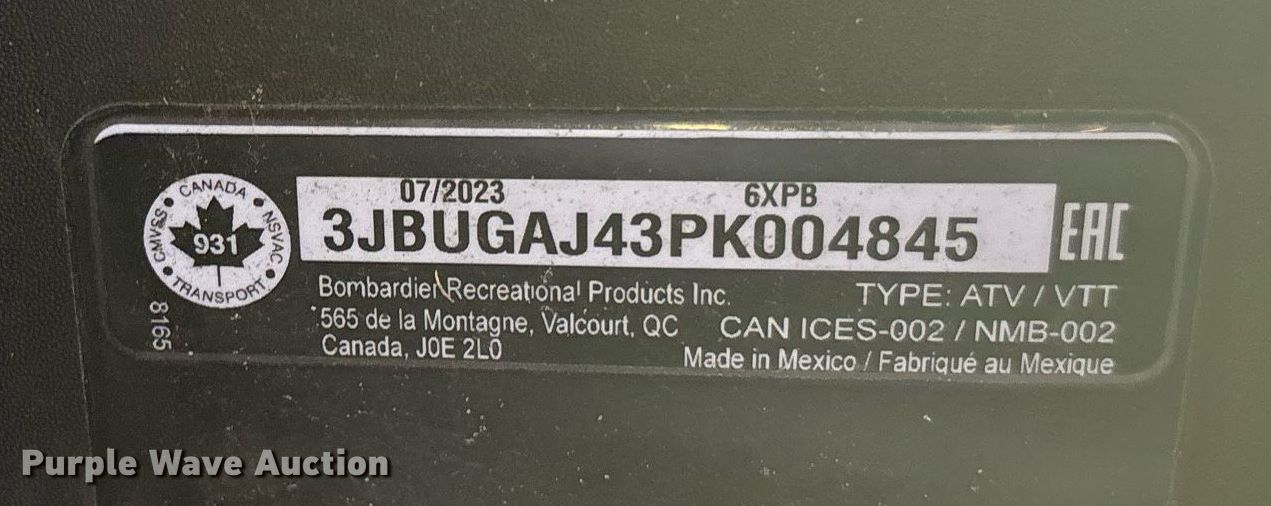 CANADA
CMVSS
NSVAC
931
TRANSPORT
8165
07/2023 6XPB
3JBUGAJ43PK004845
EAC
Bombardier Recreational Products Inc.
565 de la Montagne, Valcourt, QC
Canada, J0E 2L0
TYPE: ATV / VTT
CAN ICES-002 / NMB-002
Made in Mexico / Fabriqué au Mexique
Purple Wave Auction